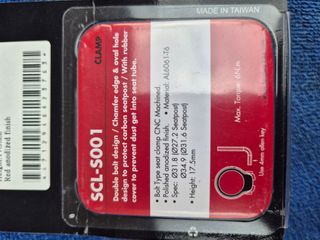 MADE IN TAIWAN
CLAMP
SCL-S001
Double bolt design / Chamfer edge & oval hole
design to protect carbon seatpost / With rubber
cover to prevent dust get into seat tube.
• Bolt Type seat clamp CNC Machined.
• Polished anodized finish. • Material: AL6061-T6
• Spec: Ø31.8 (Ø27.2 Seatpost)
Ø34.9 (Ø31.6 Seatpost)
• Height: 17.5mm
Max. Torque: 6N.m
Use 4mm allen key.
Red anodized finish